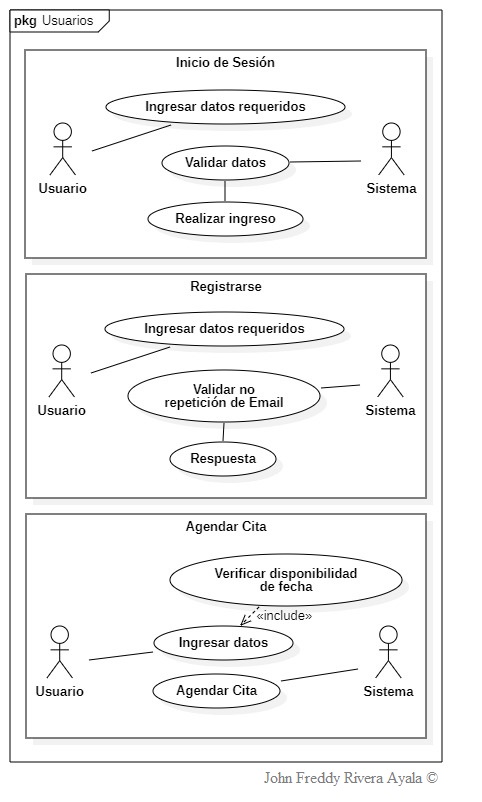 pkg Usuarios
Inicio de Sesión
Ingresar datos requeridos
Validar datos
Usuario
Sistema
Realizar ingreso
Registrarse
Ingresar datos requeridos
Validar no
repetición de Email
Usuario
Sistema
Respuesta
Agendar Cita
Verificar disponibilidad
de fecha
«include»
Ingresar datos
Usuario
Agendar Cita
Sistema
John Freddy Rivera Ayala ©